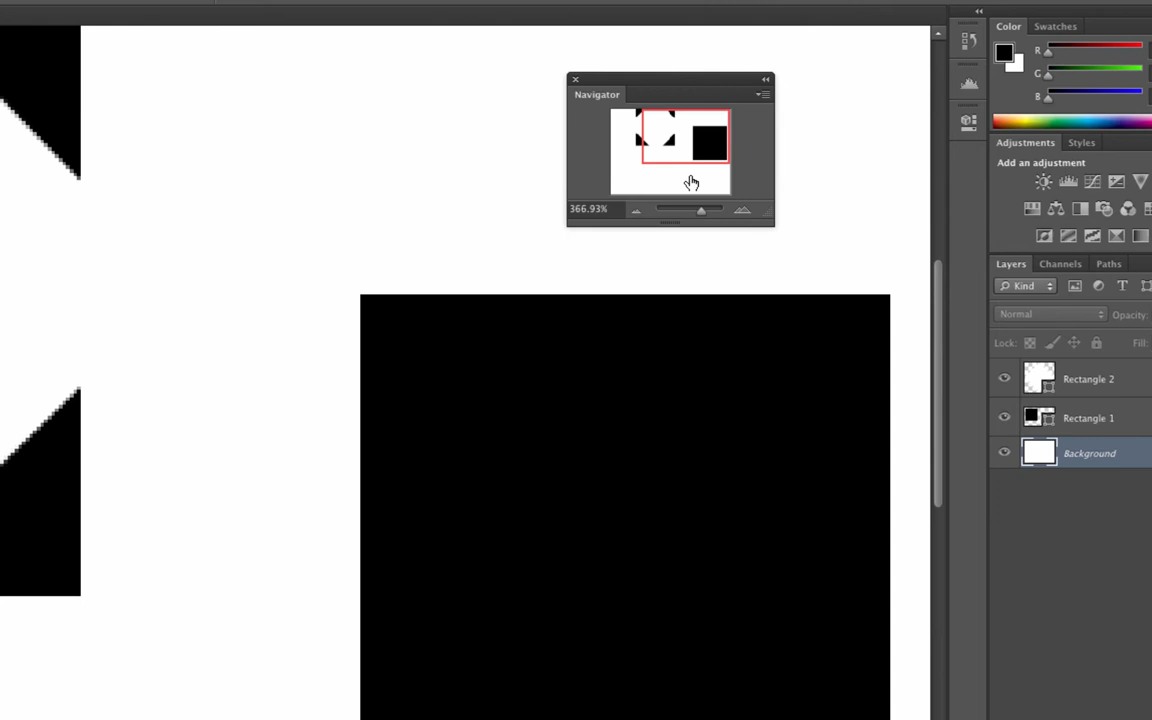 Color Swatches
R
G
B
Navigator
366.93%
Adjustments Styles
Add an adjustment
Layers Channels Paths
Kind T
Normal Opacity:
Lock: Fill:
Rectangle 2
Rectangle 1
Background